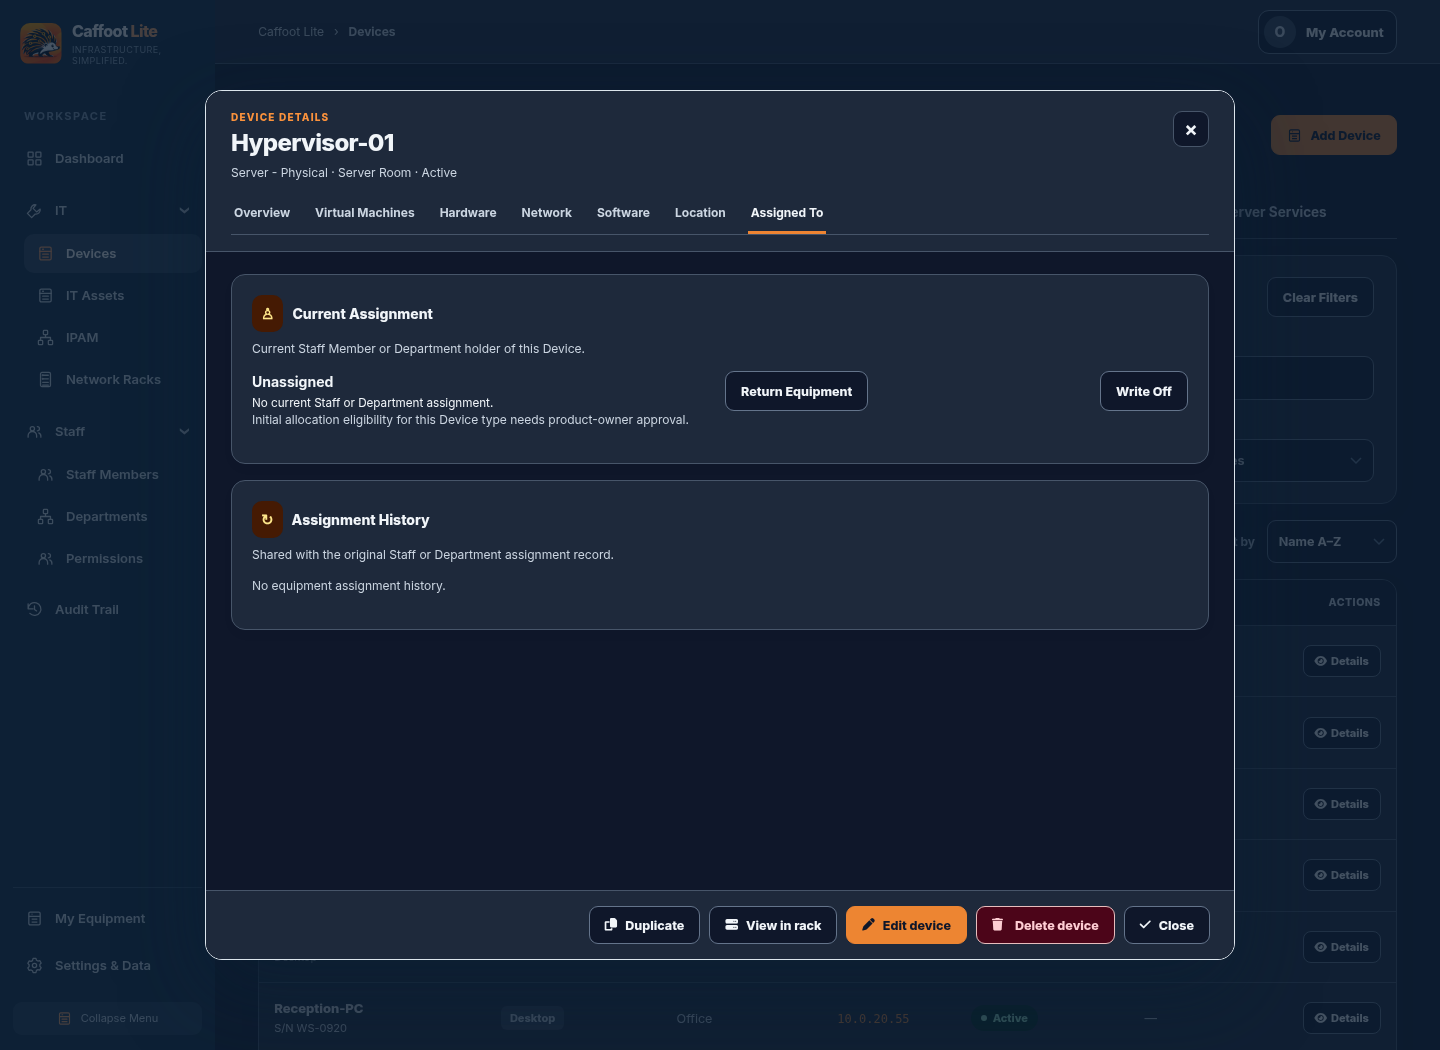 Caffoot Lite
INFRASTRUCTURE,
SIMPLIFIED.
Caffoot Lite › Devices
O My Account
WORKSPACE
Dashboard
IT
Devices
IT Assets
IPAM
Network Racks
Staff
Staff Members
Departments
Permissions
Audit Trail
My Equipment
Settings & Data
Collapse Menu
Add Device
Server Services
Clear Filters
by
Name A–Z
ACTIONS
Details
Details
Details
Details
Details
Reception-PC
S/N WS-0920
Desktop
Office
10.0.20.55
Active
—
Details
DEVICE DETAILS
Hypervisor-01
Server - Physical · Server Room · Active
Overview Virtual Machines Hardware Network Software Location Assigned To
Current Assignment
Current Staff Member or Department holder of this Device.
Unassigned
No current Staff or Department assignment.
Initial allocation eligibility for this Device type needs product-owner approval.
Return Equipment
Write Off
Assignment History
Shared with the original Staff or Department assignment record.
No equipment assignment history.
Duplicate
View in rack
Edit device
Delete device
Close